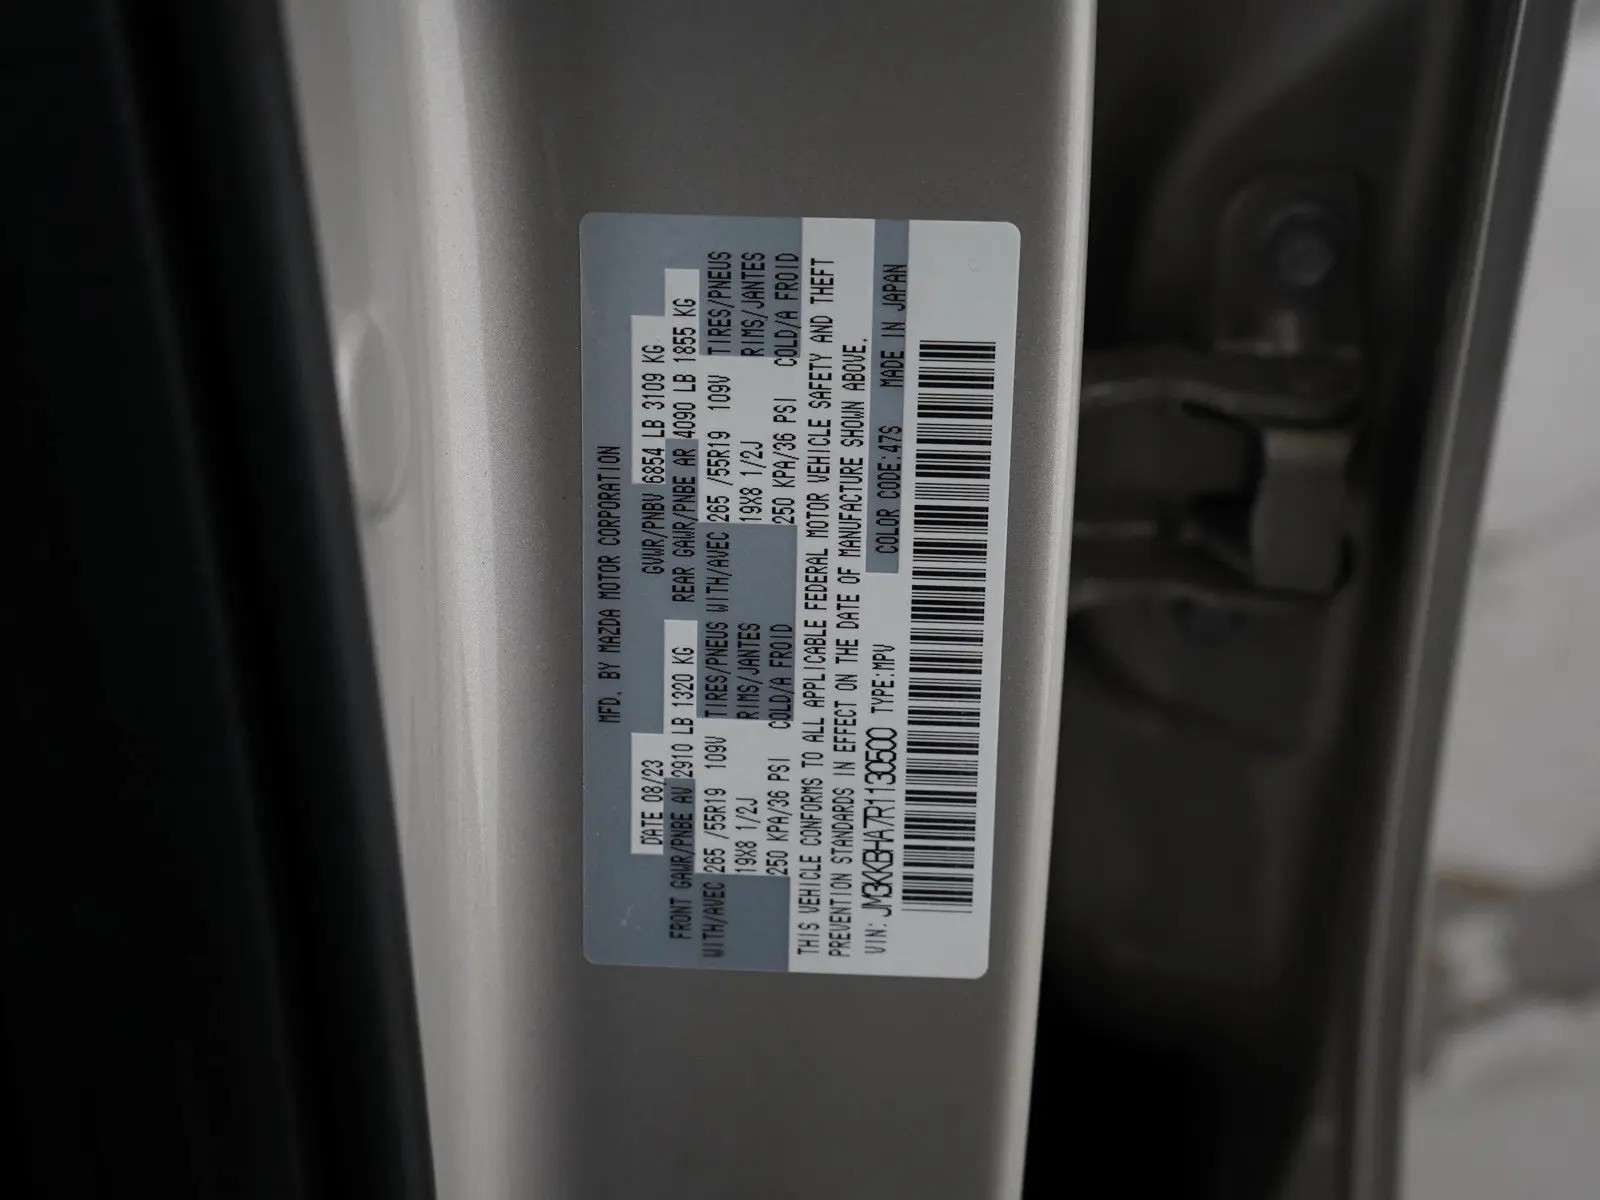 MFD. BY MAZDA MOTOR CORPORATION
DATE 08/23 GVWR/PNBV 6854 LB 3109 KG
FRONT GAWR/PNBE AV 2910 LB 1320 KG REAR GAWR/PNBE AR 4090 LB 1855 KG
WITH/AVEC 265 /55R19 109V TIRES/PNEUS WITH/AVEC 265 /55R19 109V TIRES/PNEUS
19X8 1/2J RIMS/JANTES 19X8 1/2J RIMS/JANTES
250 KPA/36 PSI COLD/A FROID 250 KPA/36 PSI COLD/A FROID
THIS VEHICLE CONFORMS TO ALL APPLICABLE FEDERAL MOTOR VEHICLE SAFETY AND THEFT
PREVENTION STANDARDS IN EFFECT ON THE DATE OF MANUFACTURE SHOWN ABOVE.
VIN: JM3KKBHA7R1130500 TYPE:MPV COLOR CODE:47S MADE IN JAPAN